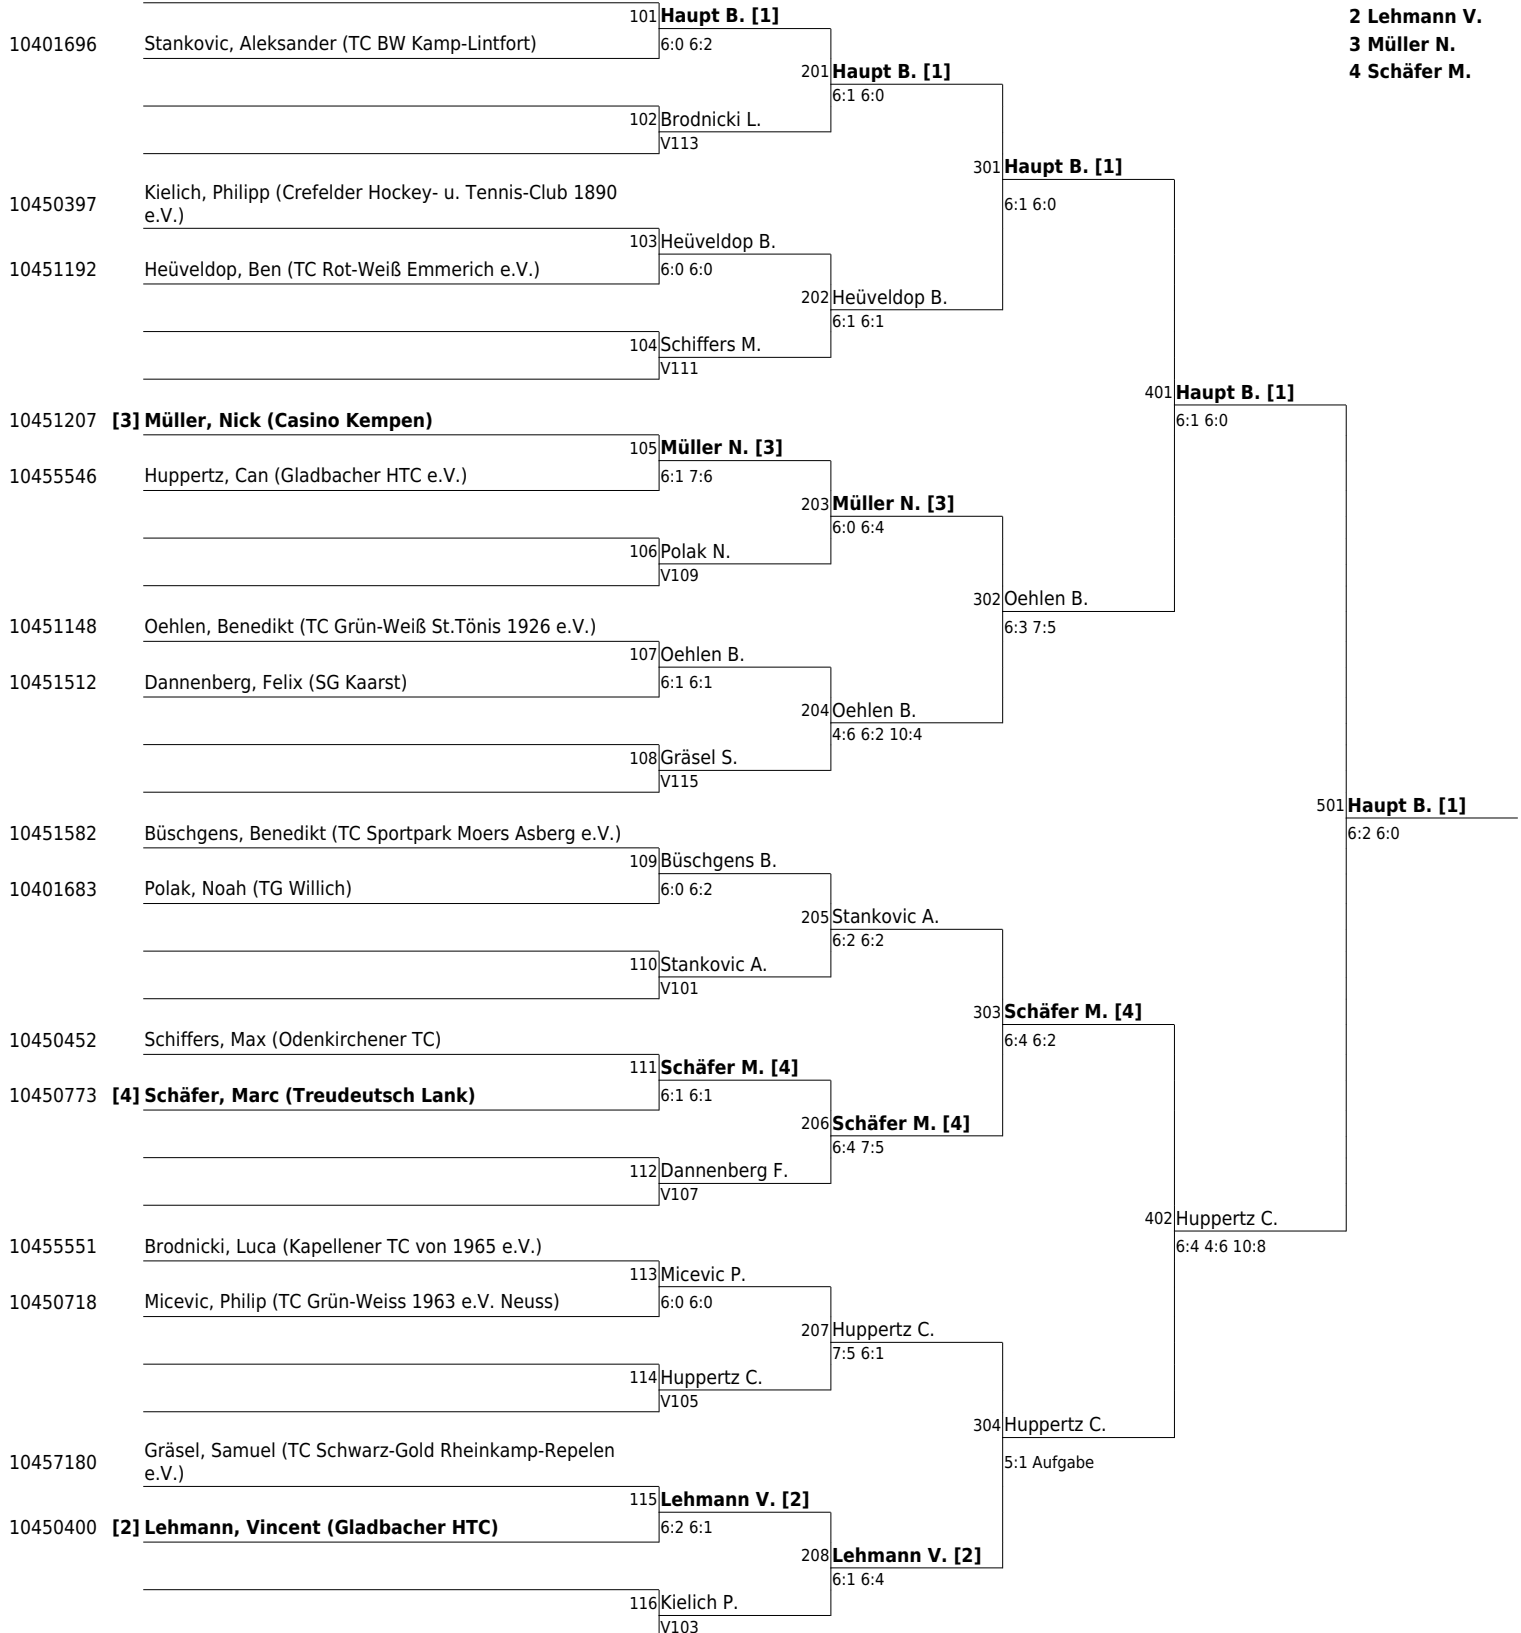 101 Haupt B. [1]
2 Lehmann V.
10401696 Stankovic, Aleksander (TC BW Kamp-Lintfort) 6:0 6:2
3 Müller N.
201 Haupt B. [1]
4 Schäfer M.
6:1 6:0
102 Brodnicki L.
V113
301 Haupt B. [1]
10450397 Kielich, Philipp (Crefelder Hockey- u. Tennis-Club 1890
e.V.)
6:1 6:0
103 Heüveldop B.
10451192 Heüveldop, Ben (TC Rot-Weiß Emmerich e.V.) 6:0 6:0
202 Heüveldop B.
6:1 6:1
104 Schiffers M.
V111
401 Haupt B. [1]
10451207 [3] Müller, Nick (Casino Kempen)
6:1 6:0
105 Müller N. [3]
10455546 Huppertz, Can (Gladbacher HTC e.V.) 6:1 7:6
203 Müller N. [3]
6:0 6:4
106 Polak N.
V109
302 Oehlen B.
10451148 Oehlen, Benedikt (TC Grün-Weiß St.Tönis 1926 e.V.)
6:3 7:5
107 Oehlen B.
10451512 Dannenberg, Felix (SG Kaarst) 6:1 6:1
204 Oehlen B.
4:6 6:2 10:4
108 Gräsel S.
V115
501 Haupt B. [1]
10451582 Büschgens, Benedikt (TC Sportpark Moers Asberg e.V.)
6:2 6:0
109 Büschgens B.
10401683 Polak, Noah (TG Willich) 6:0 6:2
205 Stankovic A.
6:2 6:2
110 Stankovic A.
V101
303 Schäfer M. [4]
10450452 Schiffers, Max (Odenkirchener TC)
6:4 6:2
111 Schäfer M. [4]
10450773 [4] Schäfer, Marc (Treudeutsch Lank) 6:1 6:1
206 Schäfer M. [4]
6:4 7:5
112 Dannenberg F.
V107
402 Huppertz C.
10455551 Brodnicki, Luca (Kapellener TC von 1965 e.V.)
6:4 4:6 10:8
113 Micevic P.
10450718 Micevic, Philip (TC Grün-Weiss 1963 e.V. Neuss) 6:0 6:0
207 Huppertz C.
7:5 6:1
114 Huppertz C.
V105
304 Huppertz C.
10457180 Gräsel, Samuel (TC Schwarz-Gold Rheinkamp-Repelen
e.V.)
5:1 Aufgabe
115 Lehmann V. [2]
10450400 [2] Lehmann, Vincent (Gladbacher HTC) 6:2 6:1
208 Lehmann V. [2]
6:1 6:4
116 Kielich P.
V103